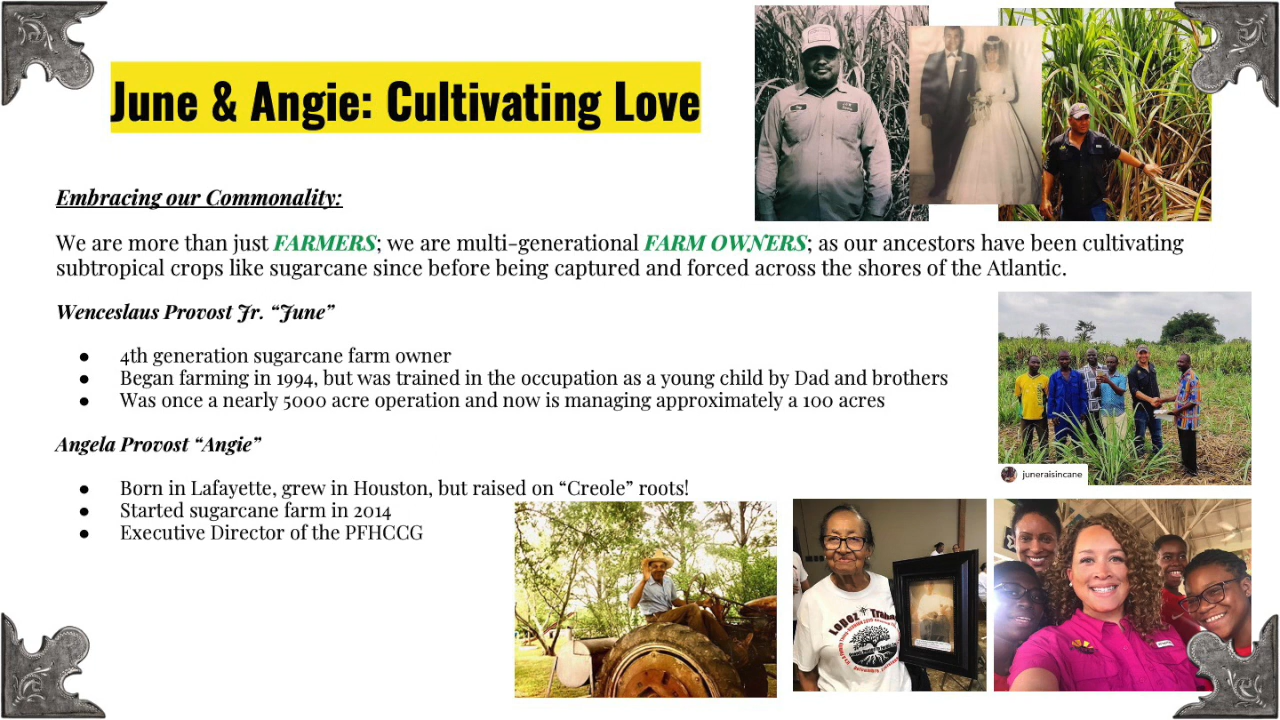 June & Angie: Cultivating Love
Embracing our Commonality:
We are more than just FARMERS; we are multi-generational FARM OWNERS; as our ancestors have been cultivating
subtropical crops like sugarcane since before being captured and forced across the shores of the Atlantic.
Wenceslaus Provost Jr. “June”
● 4th generation sugarcane farm owner
● Began farming in 1994, but was trained in the occupation as a young child by Dad and brothers
● Was once a nearly 5000 acre operation and now is managing approximately a 100 acres
juneraisincane
Angela Provost “Angie”
● Born in Lafayette, grew in Houston, but raised on “Creole” roots!
● Started sugarcane farm in 2014
● Executive Director of the PFHCCG
Lopez